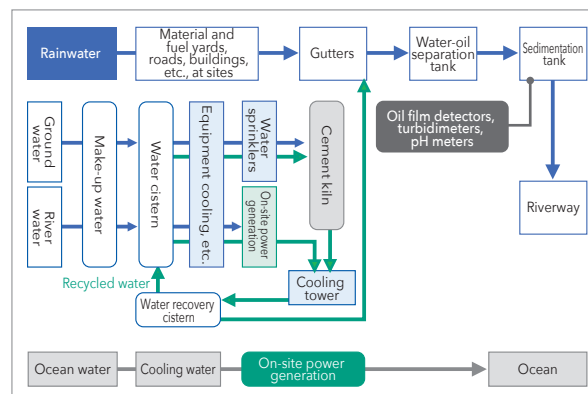 Rainwater
Material and
fuel yards,
roads, buildings,
etc., at sites
Gutters
Water-oil
separation
tank
Sedimentation
tank
Oil film detectors,
turbidimeters,
pH meters
Riverway
Ground
water
River
water
Make-up water
Water cistern
Equipment cooling, etc.
Water
sprinklers
On-site power
generation
Cement kiln
Cooling
tower
Recycled water
Water recovery
cistern
Ocean water
Cooling water
On-site power
generation
Ocean